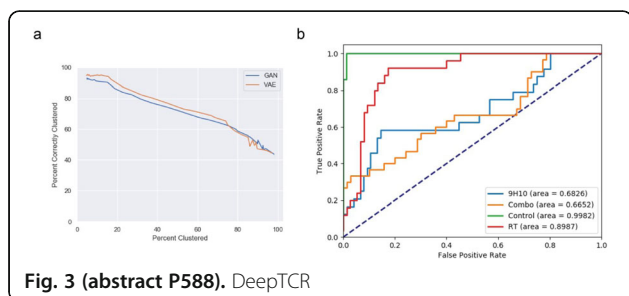 a
100
80
60
40
20
0
Percent Correctly Clustered
0 20 40 60 80 100
Percent Clustered
GAN
VAE
b
1.0
0.8
0.6
0.4
0.2
0.0
True Positive Rate
0.0 0.2 0.4 0.6 0.8 1.0
False Positive Rate
9H10 (area = 0.6826)
Combo (area = 0.6652)
Control (area = 0.9982)
RT (area = 0.8987)
Fig. 3 (abstract P588). DeepTCR